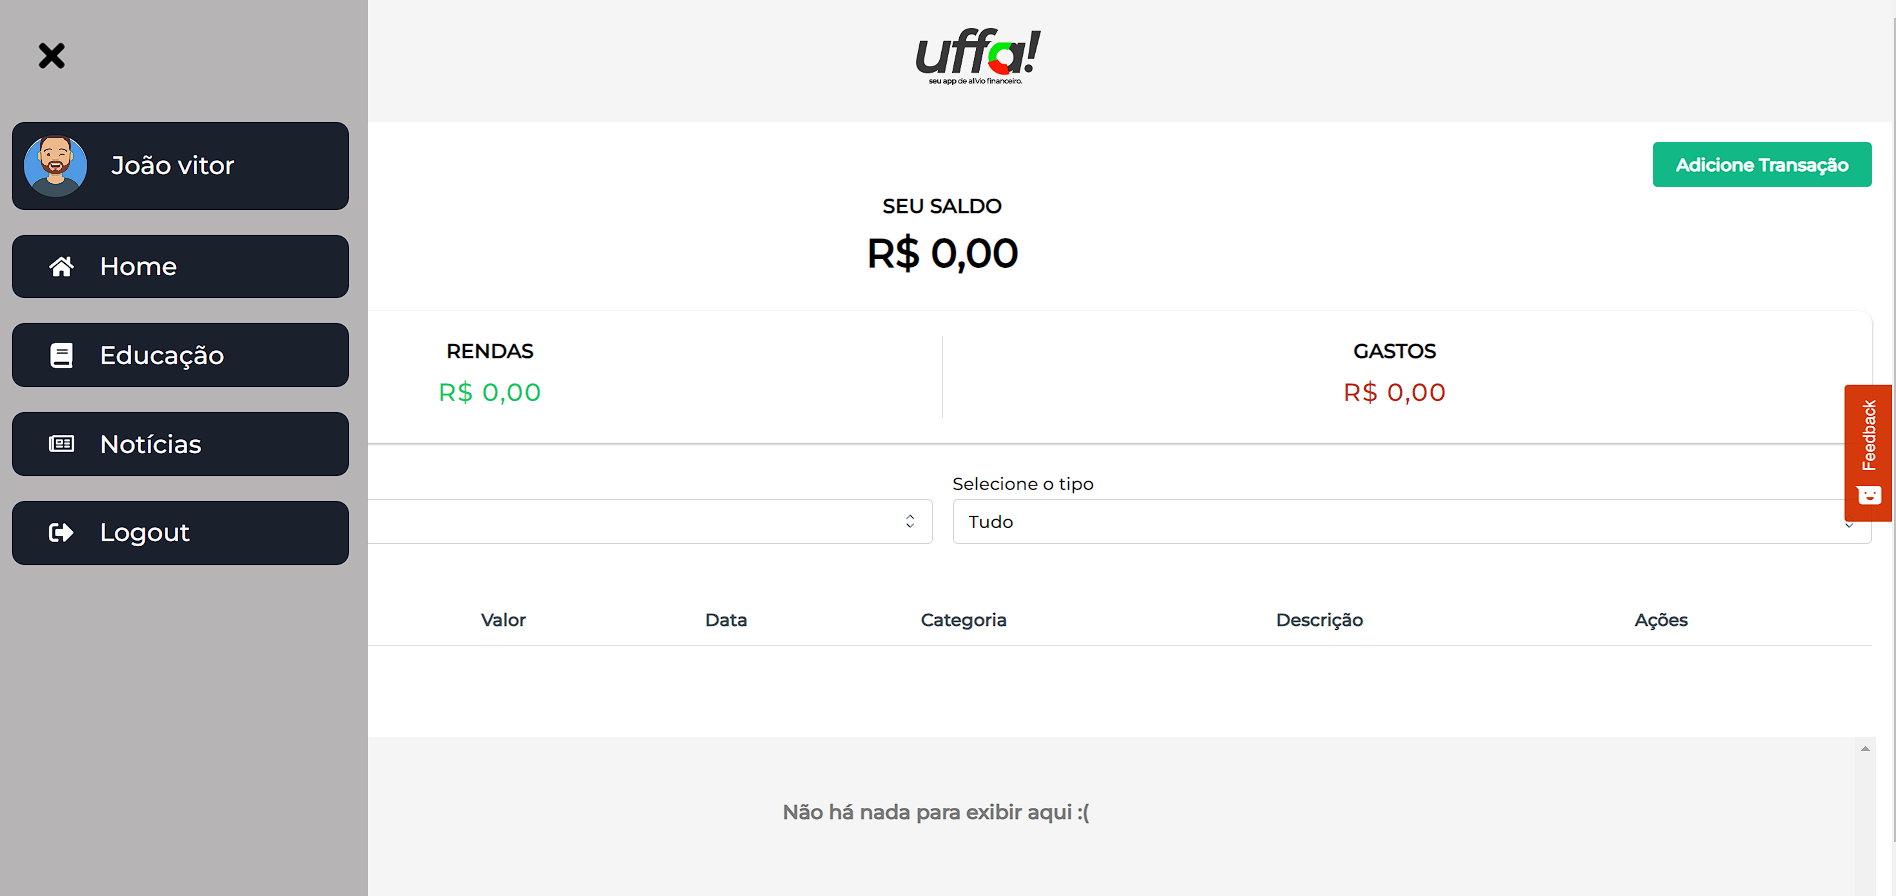 uffa!
seu app de alívio financeiro.
João vitor
Home
Educação
Notícias
Logout
Adicione Transação
SEU SALDO
R$ 0,00
RENDAS
R$ 0,00
GASTOS
R$ 0,00
Feedback
Selecione o tipo
Tudo
Valor Data Categoria Descrição Ações
Não há nada para exibir aqui :(